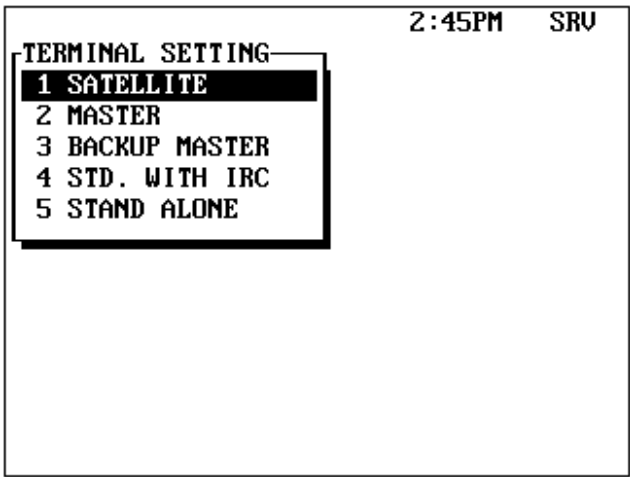 2:45PM SRV
TERMINAL SETTING
1 SATELLITE
2 MASTER
3 BACKUP MASTER
4 STD. WITH IRC
5 STAND ALONE